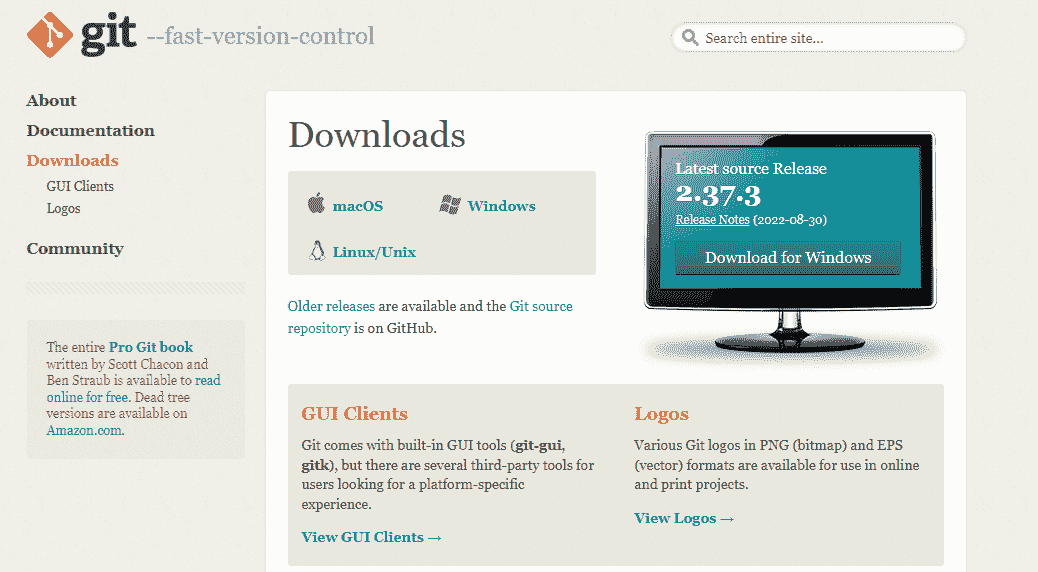 git --fast-version-control
Search entire site...
About
Documentation
Downloads
GUI Clients
Logos
Community
The entire Pro Git book
written by Scott Chacon and
Ben Straub is available to read
online for free. Dead tree
versions are available on
Amazon.com.
Downloads
macOS
Windows
Linux/Unix
Older releases are available and the Git source
repository is on GitHub.
Latest source Release
2.37.3
Release Notes (2022-08-30)
Download for Windows
GUI Clients
Git comes with built-in GUI tools (git-gui,
gitk), but there are several third-party tools for
users looking for a platform-specific
experience.
View GUI Clients →
Logos
Various Git logos in PNG (bitmap) and EPS
(vector) formats are available for use in online
and print projects.
View Logos →